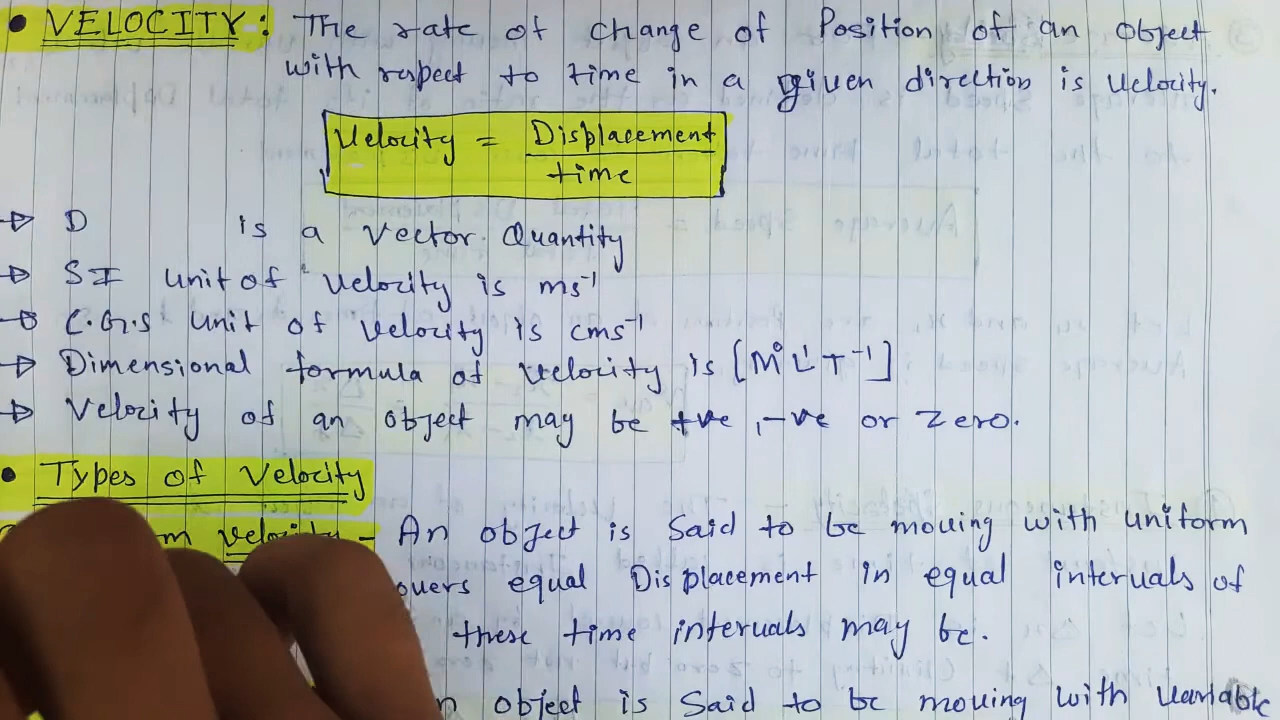 • VELOCITY: The rate of change of Position of an object
with respect to time in a given direction is velocity.
Velocity = Displacement
time
D is a Vector Quantity
SI unit of velocity is ms⁻¹
C.G.S unit of velocity is cms⁻¹
Dimensional formula of velocity is [M⁰ L¹ T⁻¹]
Velocity of an object may be +ve, -ve or zero.
• Types of Velocity
velocity - An object is said to be moving with uniform
equal Displacement in equal intervals of
these time intervals may be.
object is said to be moving with variable